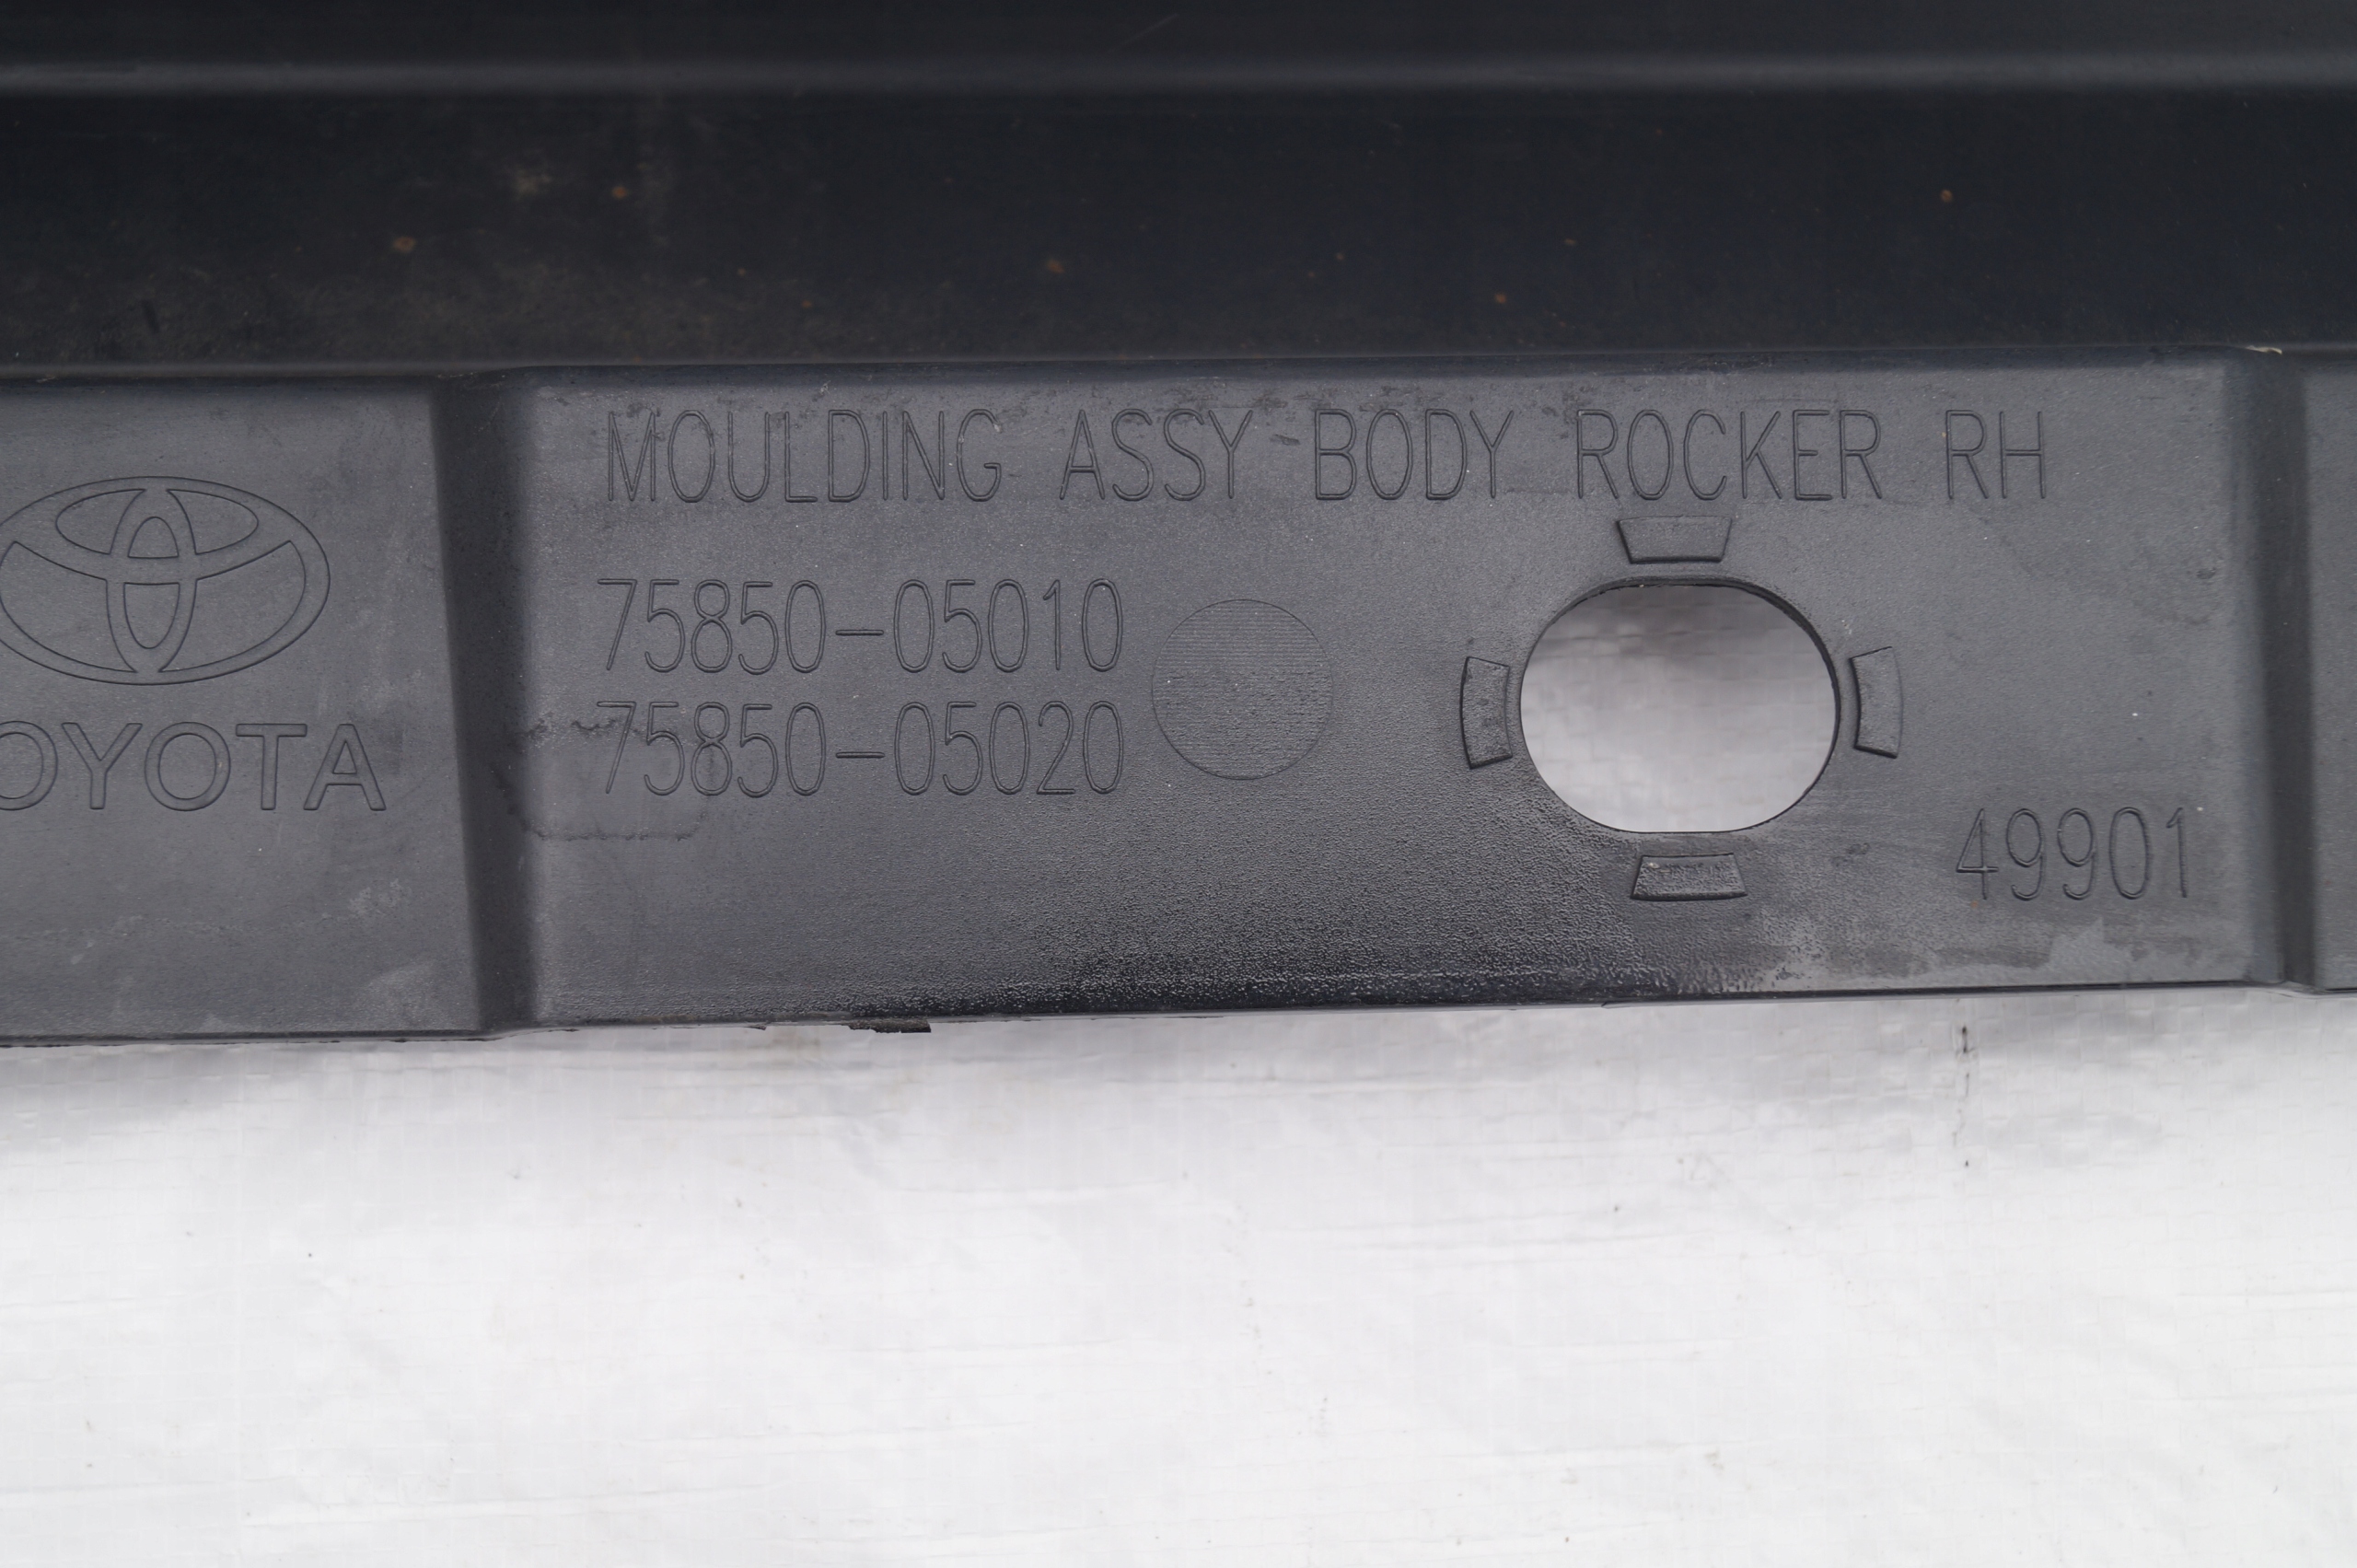 MOULDING ASSY BODY ROCKER RH
75850-05010
75850-05020
OYOTA
49901